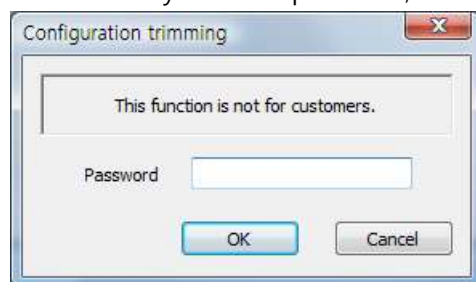 Configuration trimming
This function is not for customers.
Password
OK Cancel